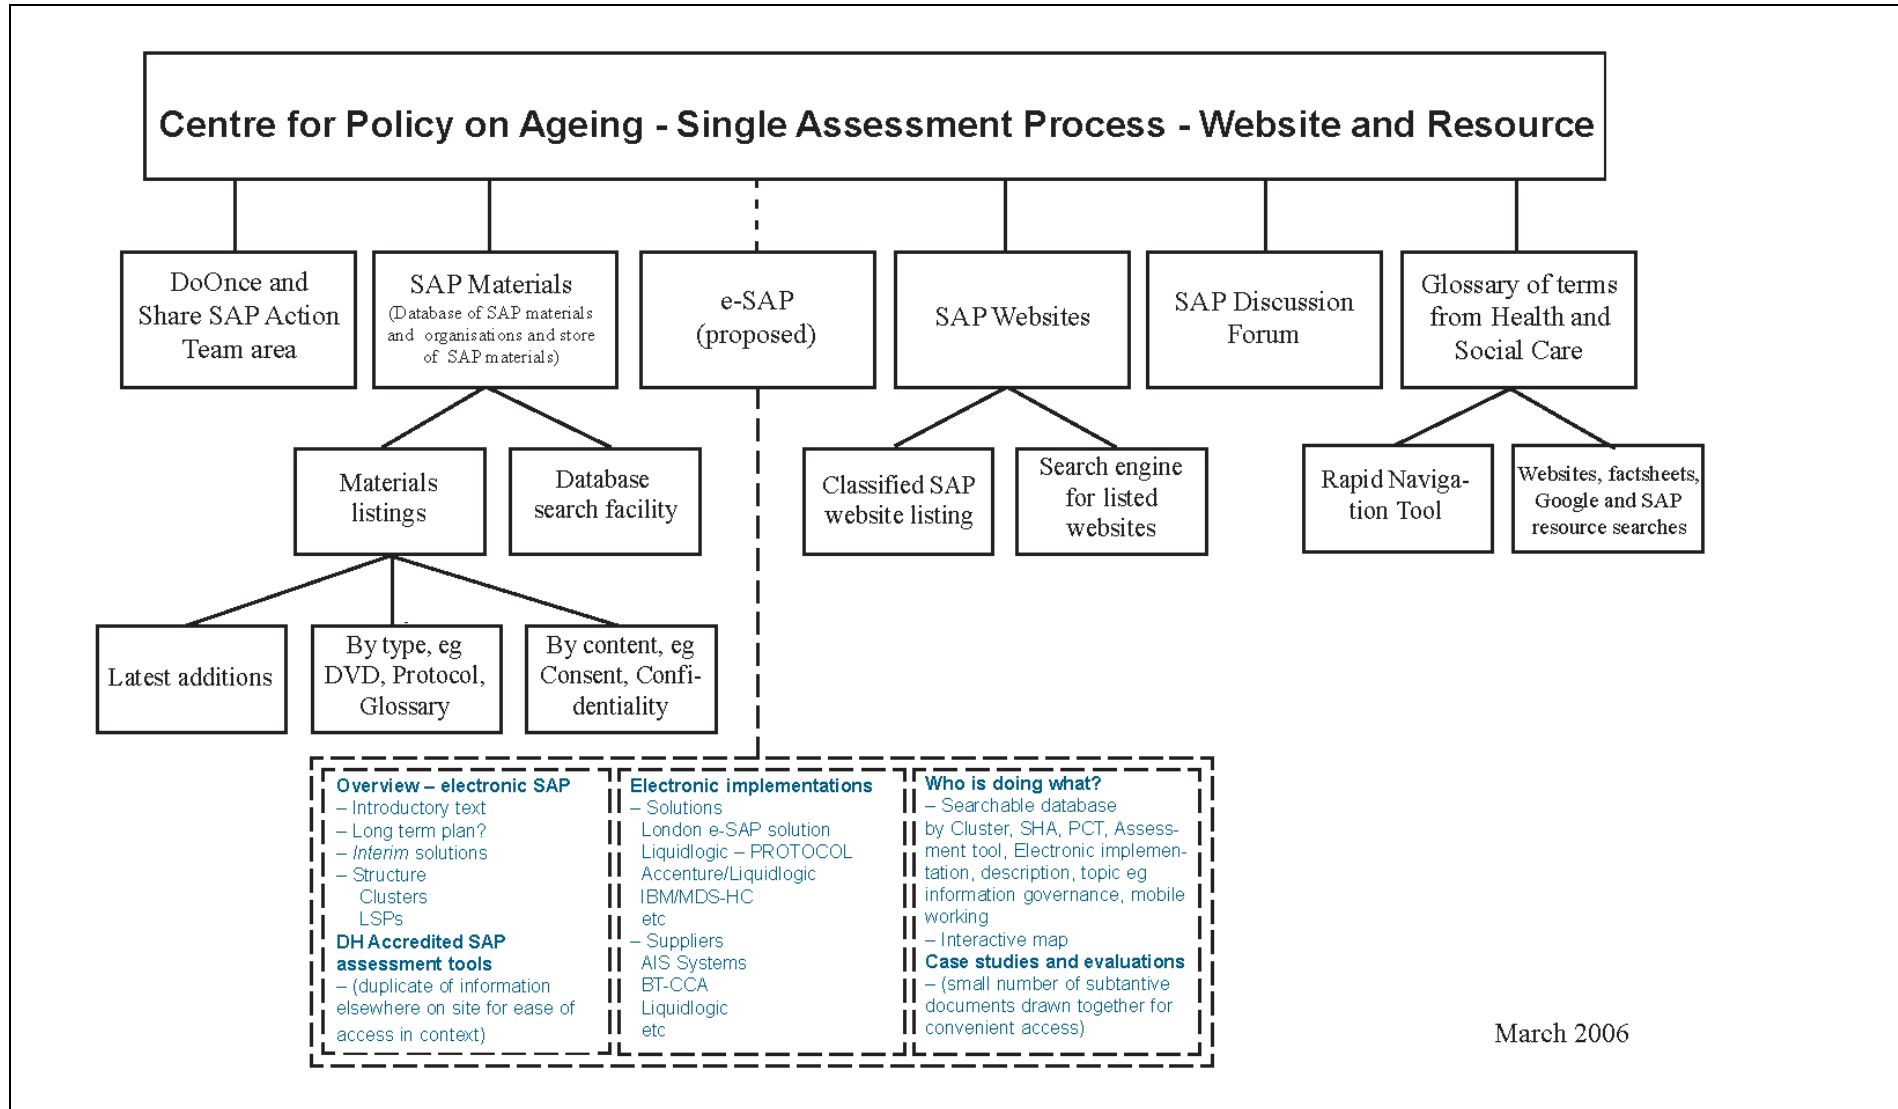 Centre for Policy on Ageing - Single Assessment Process - Website and Resource
DoOnce and
Share SAP Action
Team area
SAP Materials
(Database of SAP materials
and organisations and store
of SAP materials)
e-SAP
(proposed)
SAP Websites
SAP Discussion
Forum
Glossary of terms
from Health and
Social Care
Materials
listings
Database
search facility
Classified SAP
website listing
Search engine
for listed
websites
Rapid Naviga-
tion Tool
Websites, factsheets,
Google and SAP
resource searches
Latest additions
By type, eg
DVD, Protocol,
Glossary
By content, eg
Consent, Confi-
dentiality
Overview – electronic SAP
– Introductory text
– Long term plan?
– Interim solutions
– Structure
Clusters
LSPs
DH Accredited SAP
assessment tools
– (duplicate of information
elsewhere on site for ease of
access in context)
Electronic implementations
– Solutions
London e-SAP solution
Liquidlogic – PROTOCOL
Accenture/Liquidlogic
IBM/MDS-HC
etc
– Suppliers
AIS Systems
BT-CCA
Liquidlogic
etc
Who is doing what?
– Searchable database
by Cluster, SHA, PCT, Assess-
ment tool, Electronic implemen-
tation, description, topic eg
information governance, mobile
working
– Interactive map
Case studies and evaluations
– (small number of subtantive
documents drawn together for
convenient access)
March 2006